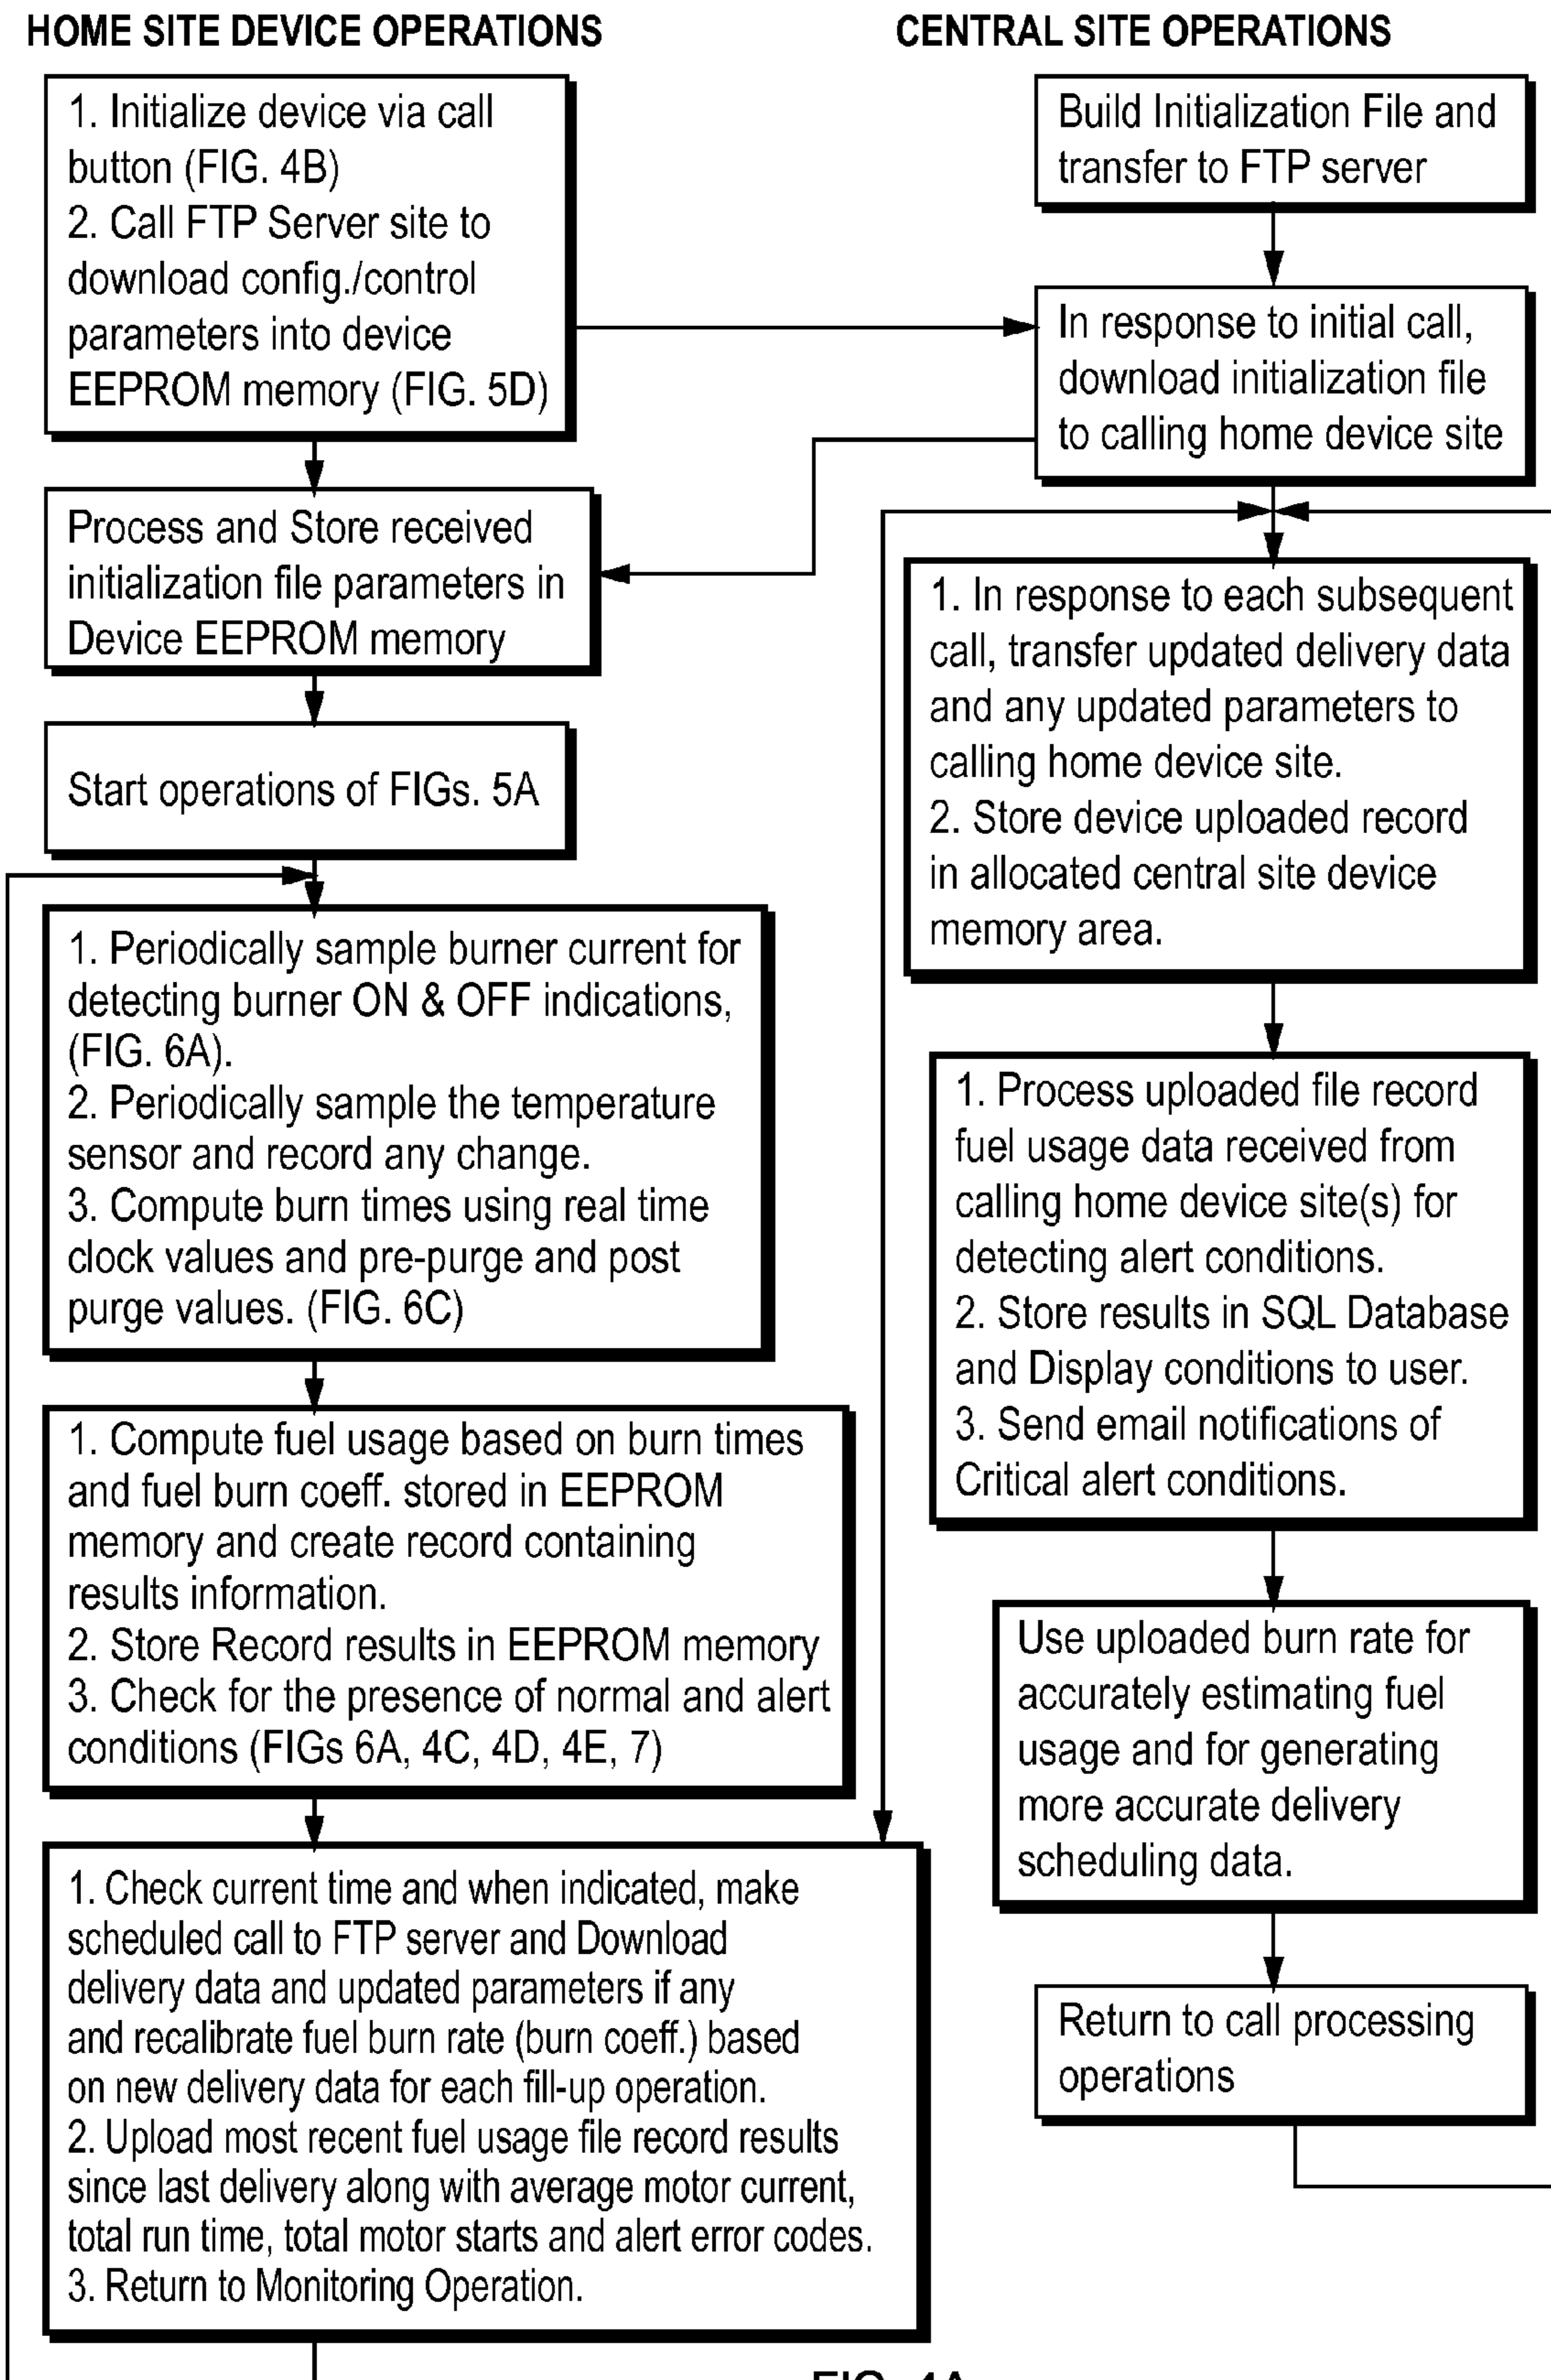 HOME SITE DEVICE OPERATIONS
1. Initialize device via call
button (FIG. 4B)
2. Call FTP Server site to
download config./control
parameters into device
EEPROM memory (FIG. 5D)
Process and Store received
initialization file parameters in
Device EEPROM memory
Start operations of FIGs. 5A
1. Periodically sample burner current for
detecting burner ON & OFF indications,
(FIG. 6A).
2. Periodically sample the temperature
sensor and record any change.
3. Compute burn times using real time
clock values and pre-purge and post
purge values. (FIG. 6C)
1. Compute fuel usage based on burn times
and fuel burn coeff. stored in EEPROM
memory and create record containing
results information.
2. Store Record results in EEPROM memory
3. Check for the presence of normal and alert
conditions (FIGs 6A, 4C, 4D, 4E, 7)
1. Check current time and when indicated, make
scheduled call to FTP server and Download
delivery data and updated parameters if any
and recalibrate fuel burn rate (burn coeff.) based
on new delivery data for each fill-up operation.
2. Upload most recent fuel usage file record results
since last delivery along with average motor current,
total run time, total motor starts and alert error codes.
3. Return to Monitoring Operation.
CENTRAL SITE OPERATIONS
Build Initialization File and
transfer to FTP server
In response to initial call,
download initialization file
to calling home device site
1. In response to each subsequent
call, transfer updated delivery data
and any updated parameters to
calling home device site.
2. Store device uploaded record
in allocated central site device
memory area.
1. Process uploaded file record
fuel usage data received from
calling home device site(s) for
detecting alert conditions.
2. Store results in SQL Database
and Display conditions to user.
3. Send email notifications of
Critical alert conditions.
Use uploaded burn rate for
accurately estimating fuel
usage and for generating
more accurate delivery
scheduling data.
Return to call processing
operations